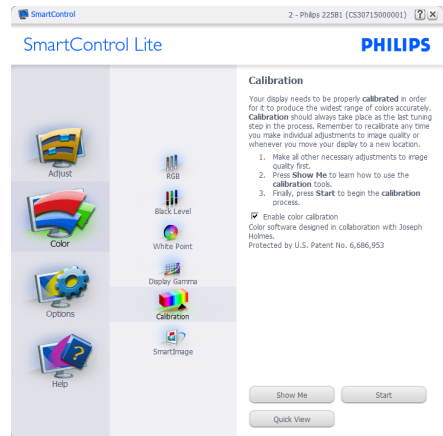 SmartControl
2 - Philips 225B1 (CS30715000001)
SmartControl Lite
PHILIPS
Adjust
Color
Options
Help
RGB
Black Level
White Point
Display Gamma
Calibration
SmartImage
Calibration
Your display needs to be properly calibrated in order
for it to produce the widest range of colors accurately.
Calibration should always take place as the last tuning
step in the process. Remember to recalibrate any time
you make individual adjustments to image quality or
whenever you move your display to a new location.
1. Make all other necessary adjustments to image
quality first.
2. Press Show Me to learn how to use the
calibration tools.
3. Finally, press Start to begin the calibration
process.
Enable color calibration
Color software designed in collaboration with Joseph
Holmes.
Protected by U.S. Patent No. 6,686,953
Show Me
Start
Quick View